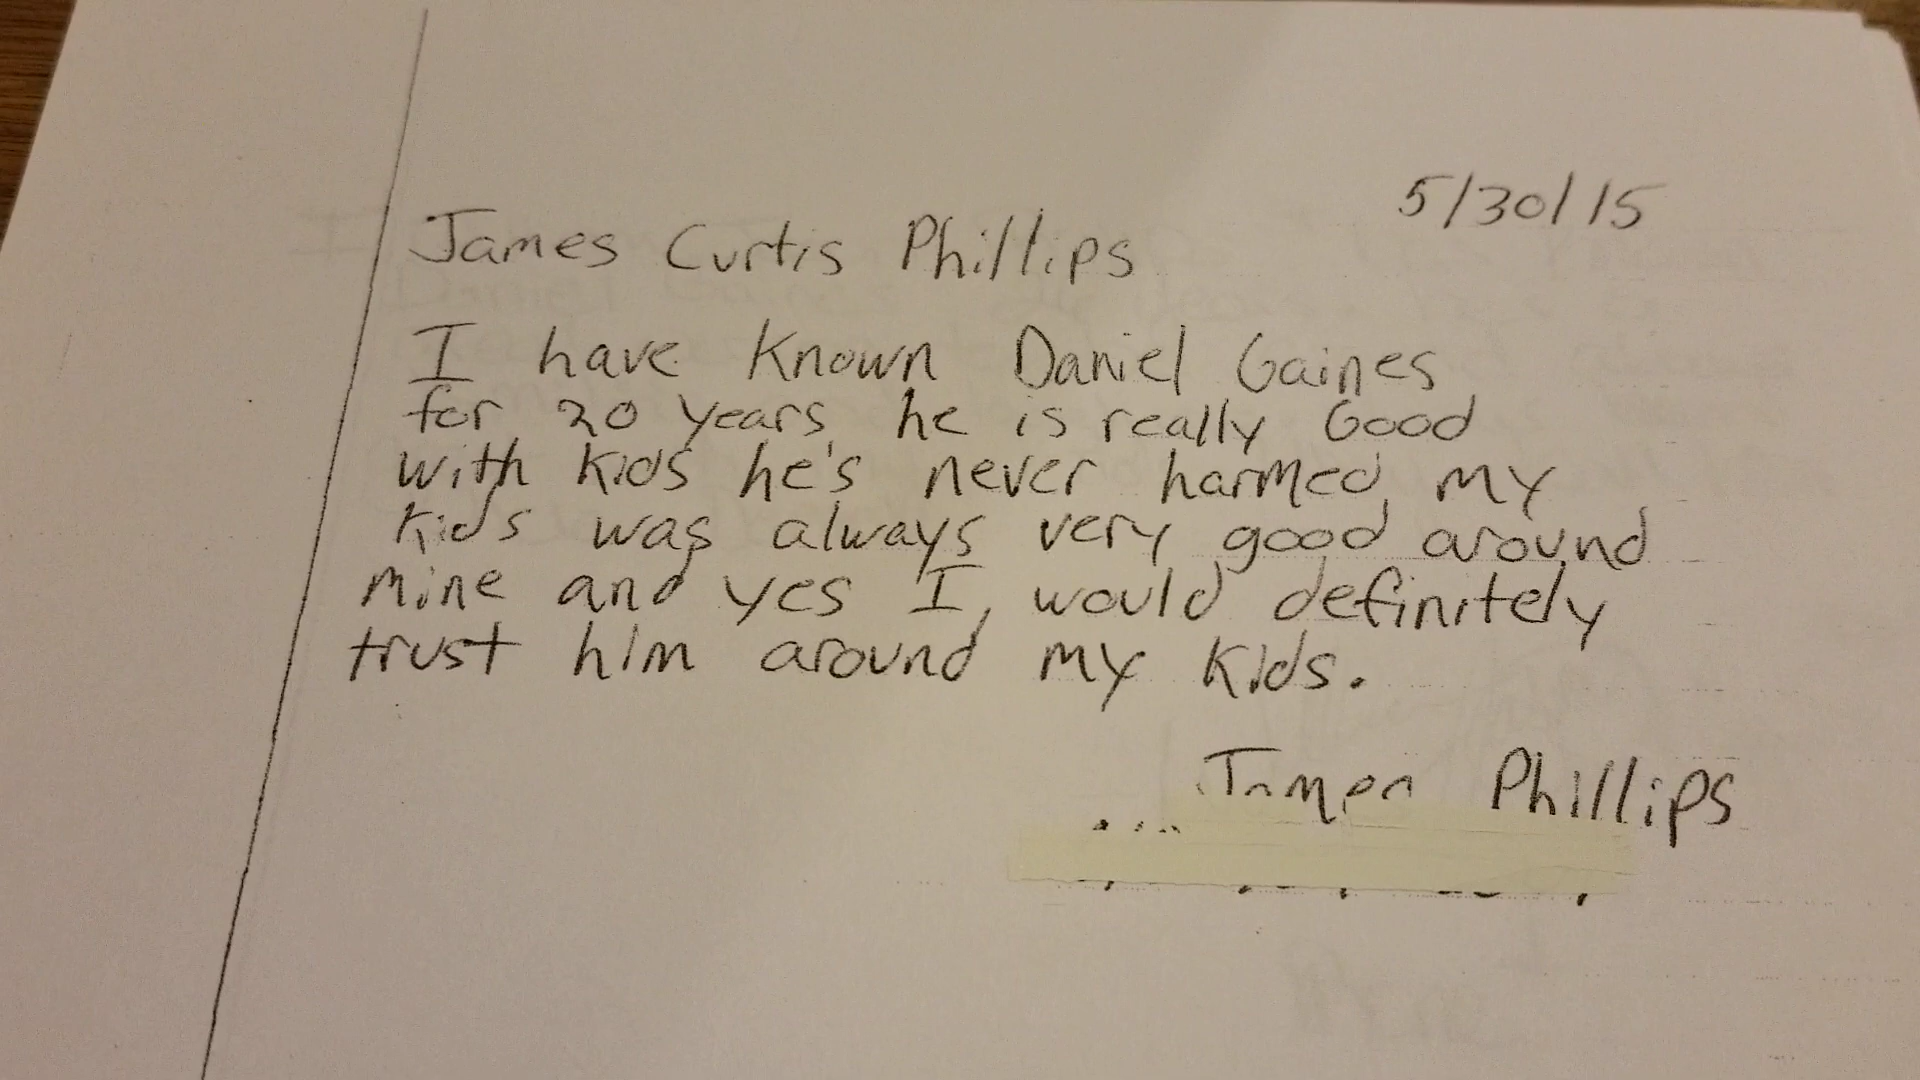 5/30/15
James Curtis Phillips
I have Known Daniel Gaines
for 20 years, he is really Good
with kids he's never harmed my
kids was always very good around
mine and yes I, would definitely
trust him around my kids.
James Phillips